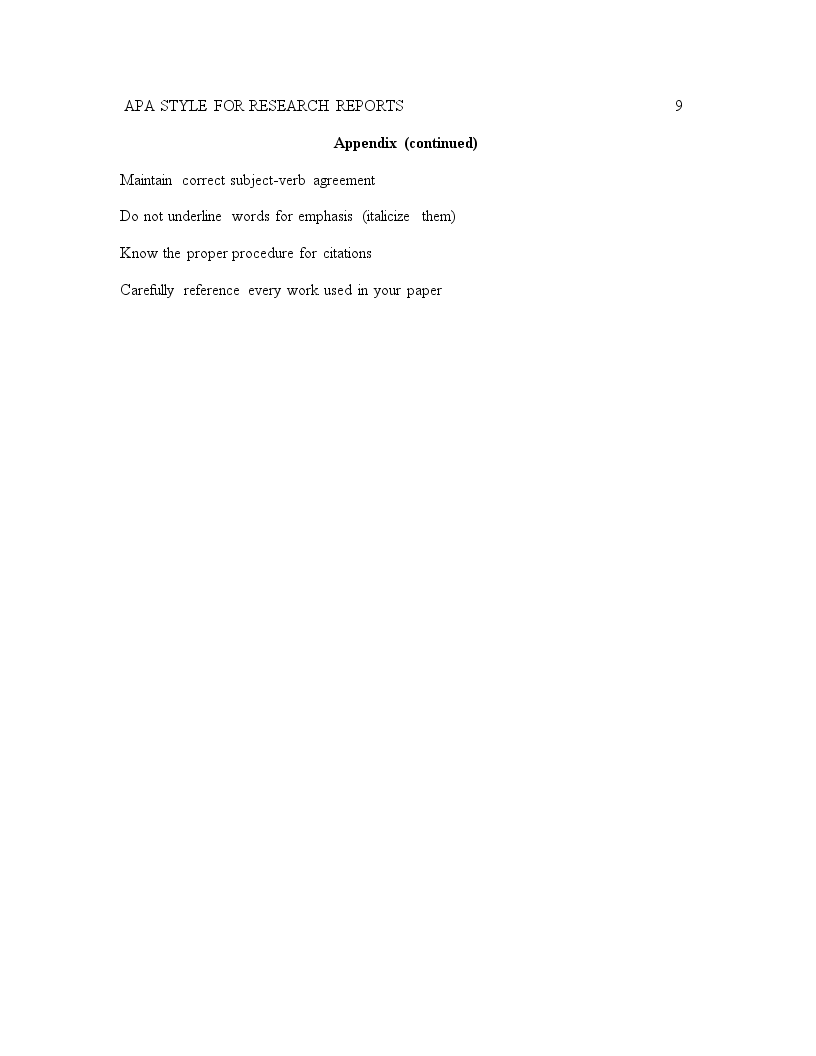 APA STYLE FOR RESEARCH REPORTS 9
Appendix (continued)
Maintain correct subject-verb agreement
Do not underline words for emphasis (italicize them)
Know the proper procedure for citations
Carefully reference every work used in your paper